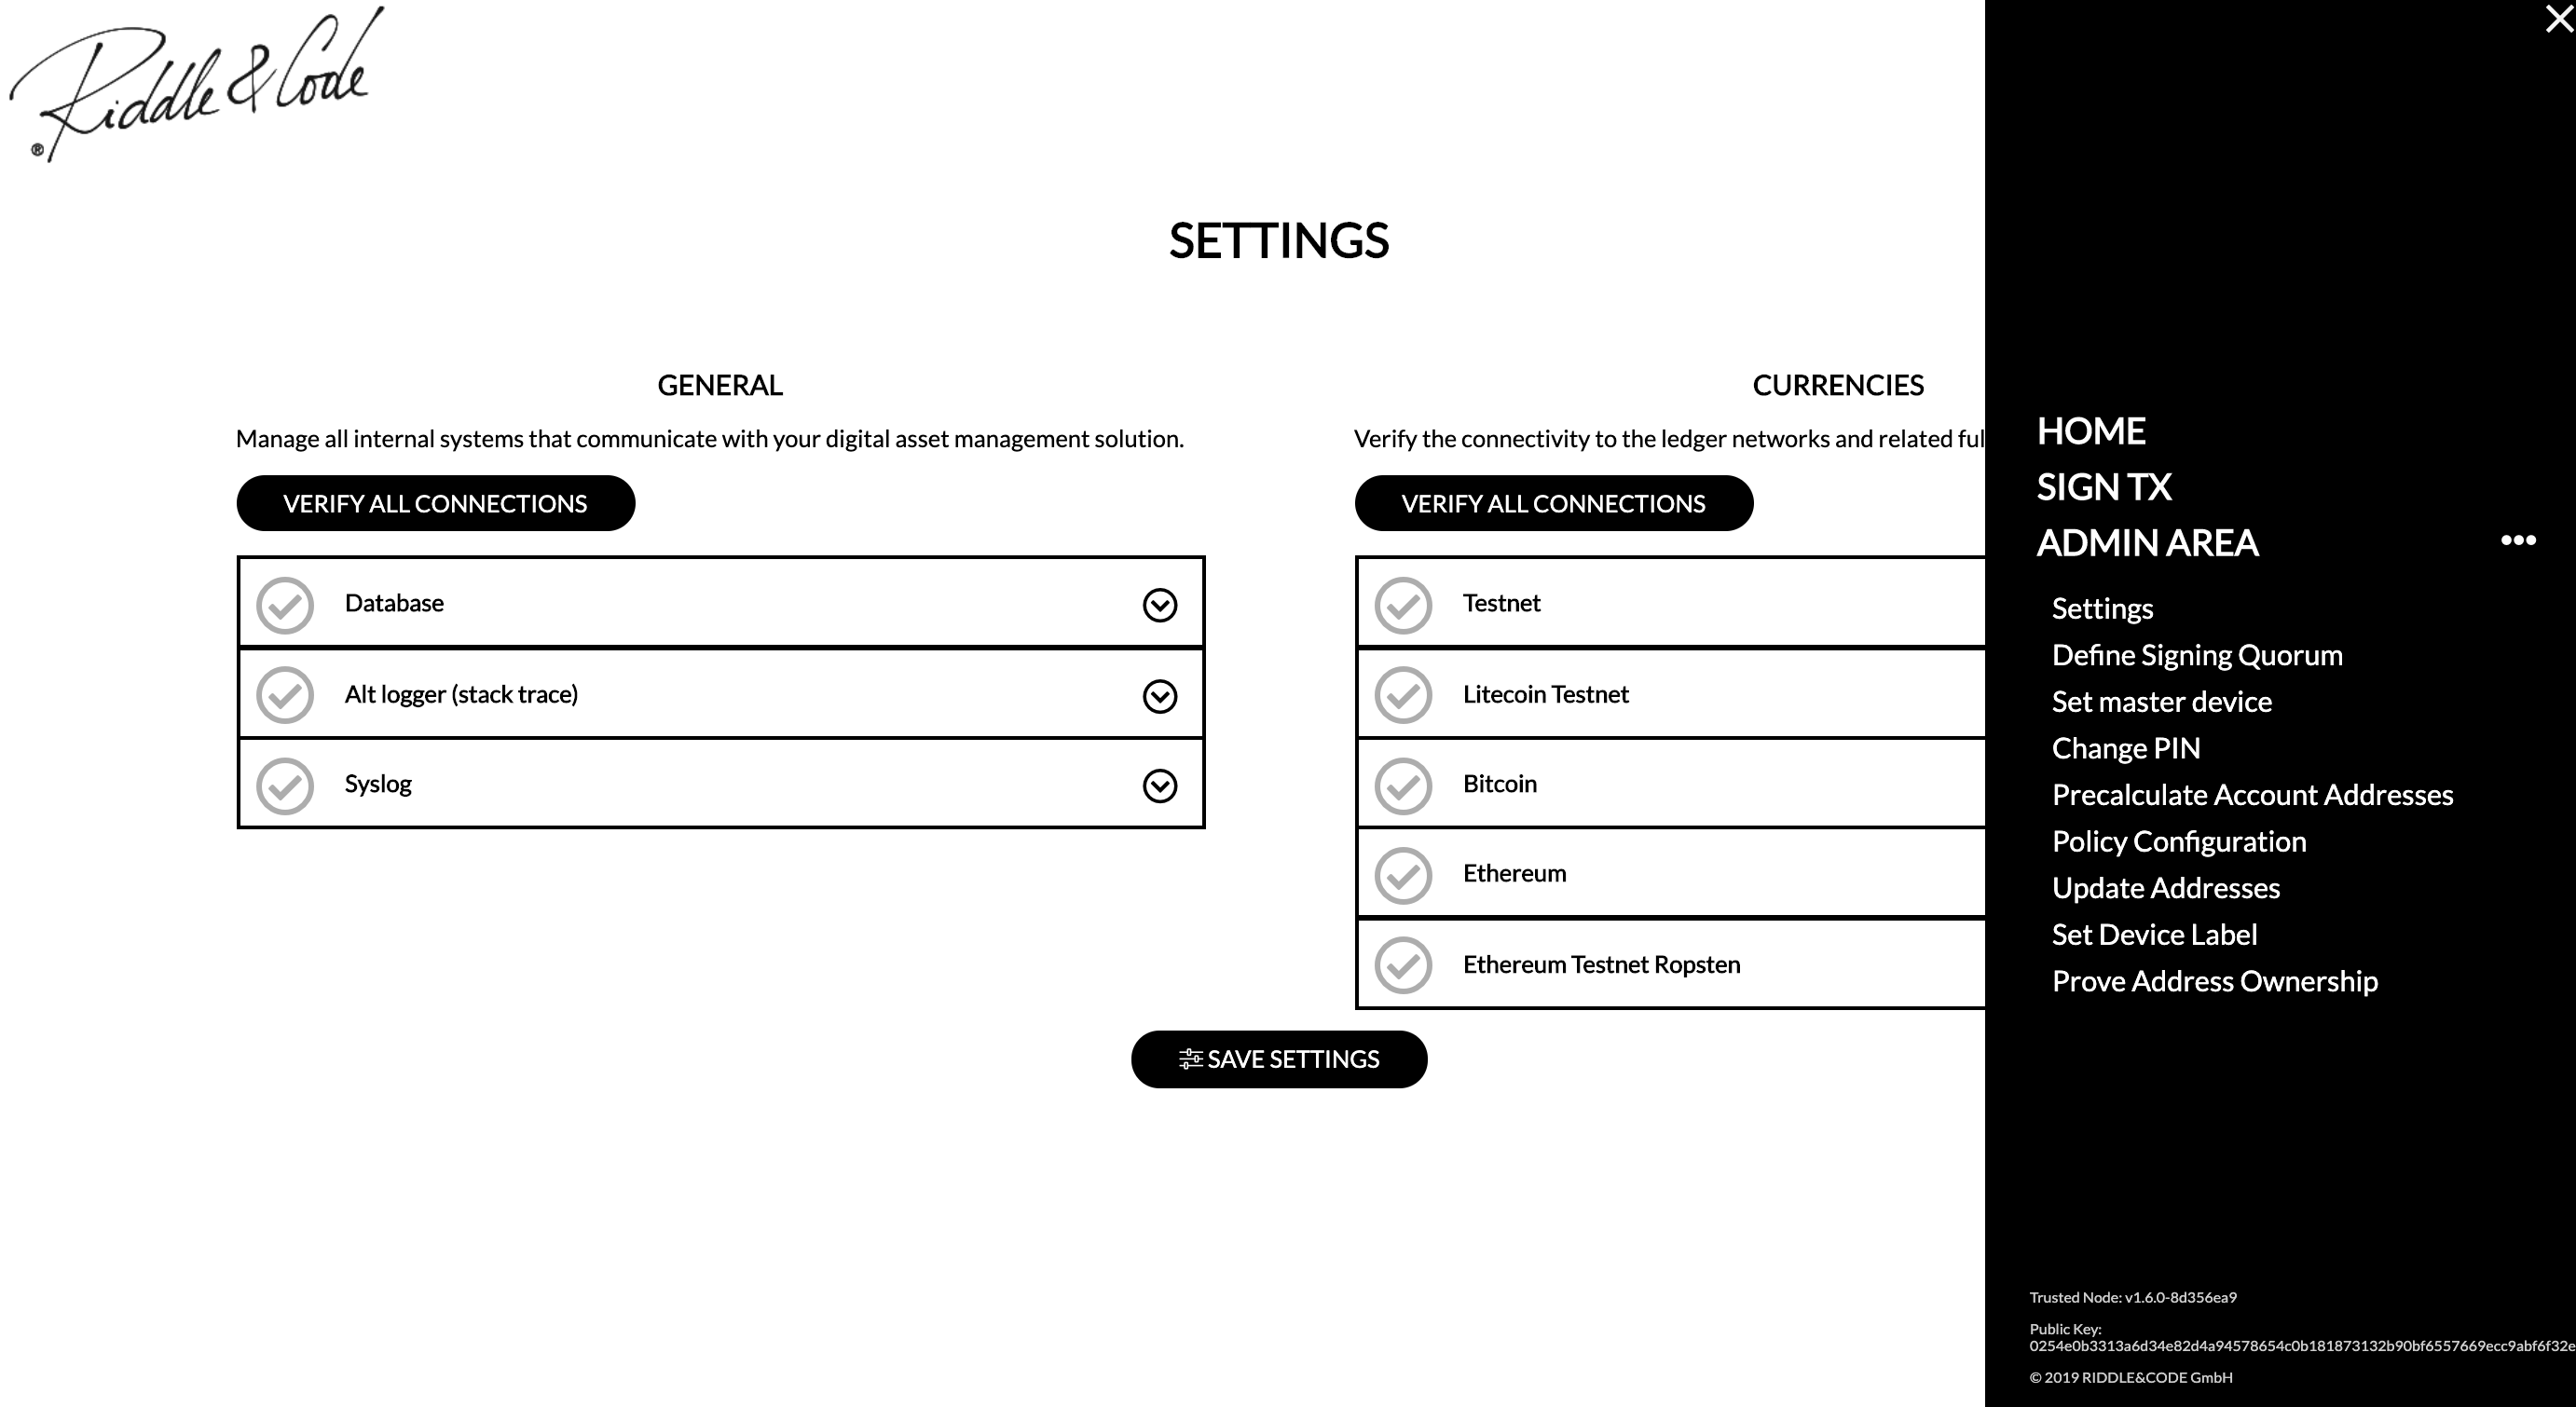 Riddle & Code
®
SETTINGS
GENERAL
Manage all internal systems that communicate with your digital asset management solution.
VERIFY ALL CONNECTIONS
Database
Alt logger (stack trace)
Syslog
CURRENCIES
Verify the connectivity to the ledger networks and related ful
VERIFY ALL CONNECTIONS
Testnet
Litecoin Testnet
Bitcoin
Ethereum
Ethereum Testnet Ropsten
SAVE SETTINGS
HOME
SIGN TX
ADMIN AREA
Settings
Define Signing Quorum
Set master device
Change PIN
Precalculate Account Addresses
Policy Configuration
Update Addresses
Set Device Label
Prove Address Ownership
Trusted Node: v1.6.0-8d356ea9
Public Key:
0254e0b3313a6d34e82d4a94578654c0b181873132b90bf6557669ecc9abf6f32e
© 2019 RIDDLE&CODE GmbH